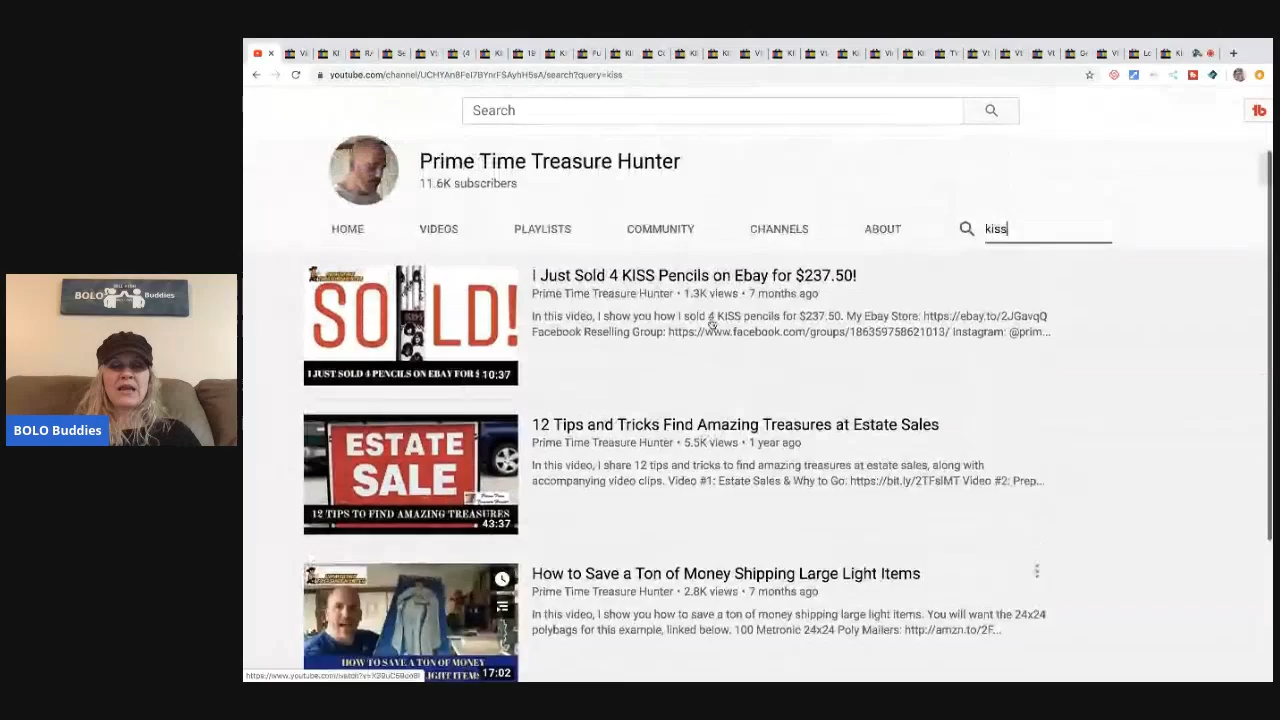 youtube.com/channel/UCHYAn8FeI7BYnrFSAyhH5sA/search?query=kiss
Search
Prime Time Treasure Hunter
11.6K subscribers
HOME VIDEOS PLAYLISTS COMMUNITY CHANNELS ABOUT kiss
SOLD!
I JUST SOLD 4 PENCILS ON EBAY FOR $
10:37
I Just Sold 4 KISS Pencils on Ebay for $237.50!
Prime Time Treasure Hunter • 1.3K views • 7 months ago
In this video, I show you how I sold 4 KISS pencils for $237.50. My Ebay Store: https://ebay.to/2JGavqQ
Facebook Reselling Group: https://www.facebook.com/groups/186359758621013/ Instagram: @prim...
BOLO Buddies
BOLO Buddies
ESTATE
SALE
12 TIPS TO FIND AMAZING TREASURES
43:37
12 Tips and Tricks Find Amazing Treasures at Estate Sales
Prime Time Treasure Hunter • 5.5K views • 1 year ago
In this video, I share 12 tips and tricks to find amazing treasures at estate sales, along with
accompanying video clips. Video #1: Estate Sales & Why to Go: https://bit.ly/2TFslMT Video #2: Prep...
HOW TO SAVE A TON OF MONEY
LIGHT ITEMS
17:02
How to Save a Ton of Money Shipping Large Light Items
Prime Time Treasure Hunter • 2.8K views • 7 months ago
In this video, I show you how to save a ton of money shipping large light items. You will want the 24x24
polybags for this example, linked below. 100 Metronic 24x24 Poly Mailers: http://amzn.to/2F...